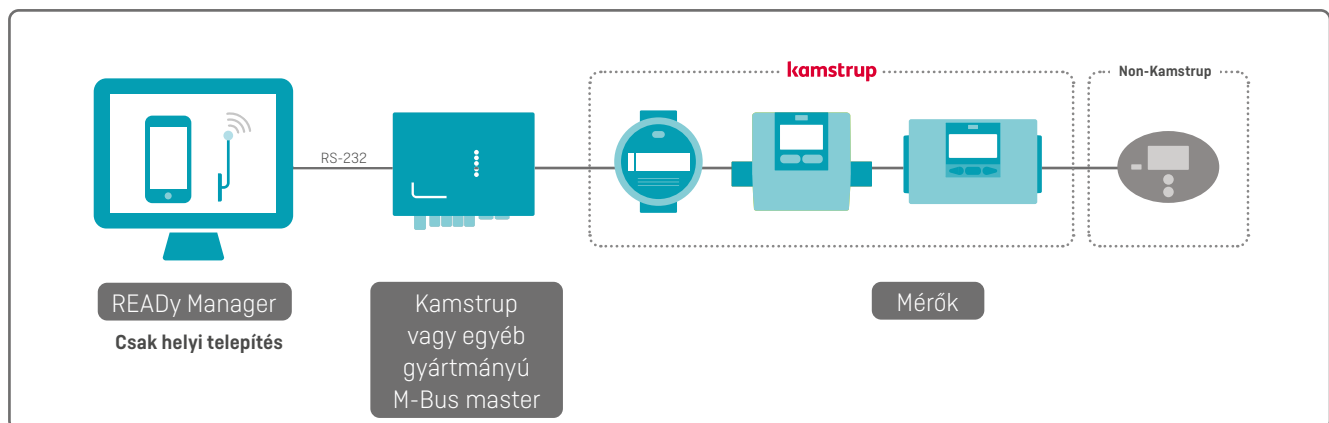 kamstrup
Non-Kamstrup
RS-232
READy Manager
Csak helyi telepítés
Kamstrup
vagy egyéb
gyártmányú
M-Bus master
Mérők